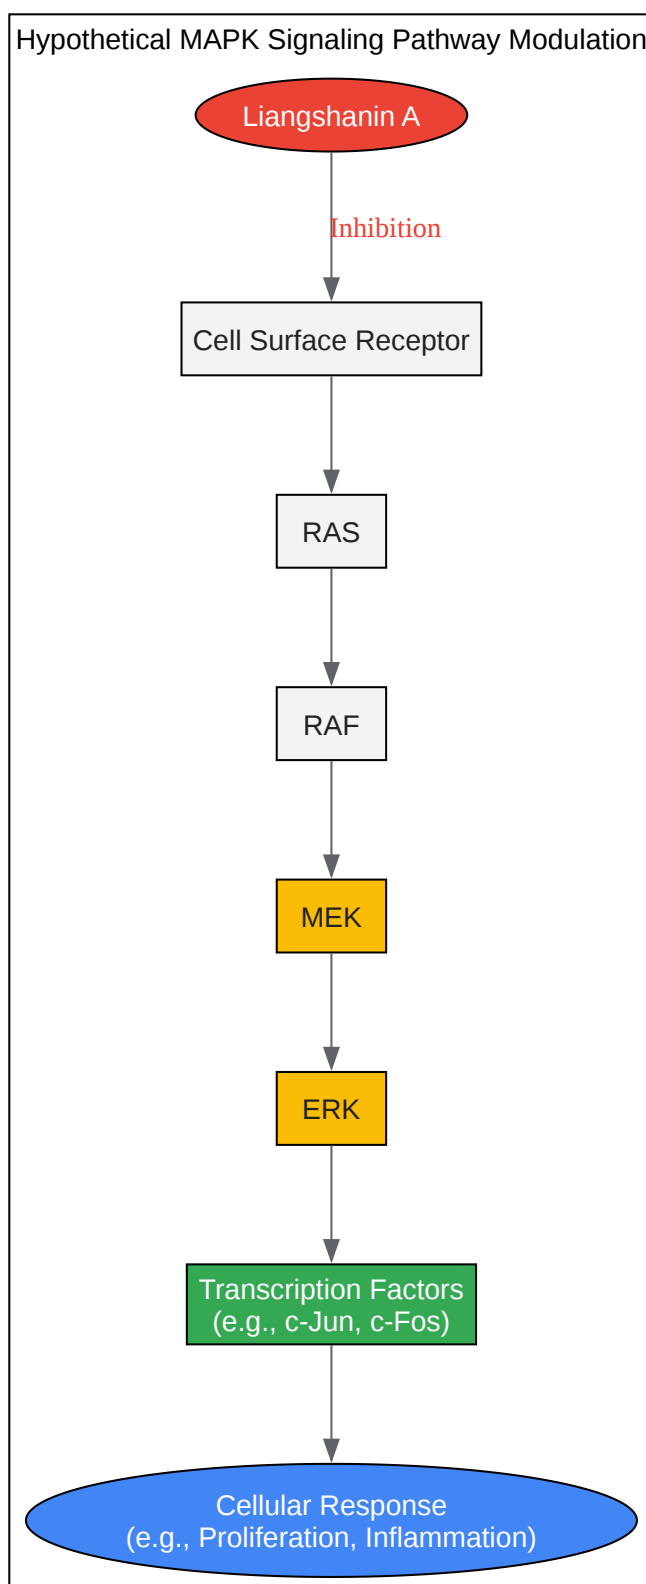 Hypothetical MAPK Signaling Pathway Modulation
Liangshanin A
Inhibition
Cell Surface Receptor
RAS
RAF
MEK
ERK
Transcription Factors
(e.g., c-Jun, c-Fos)
Cellular Response
(e.g., Proliferation, Inflammation)